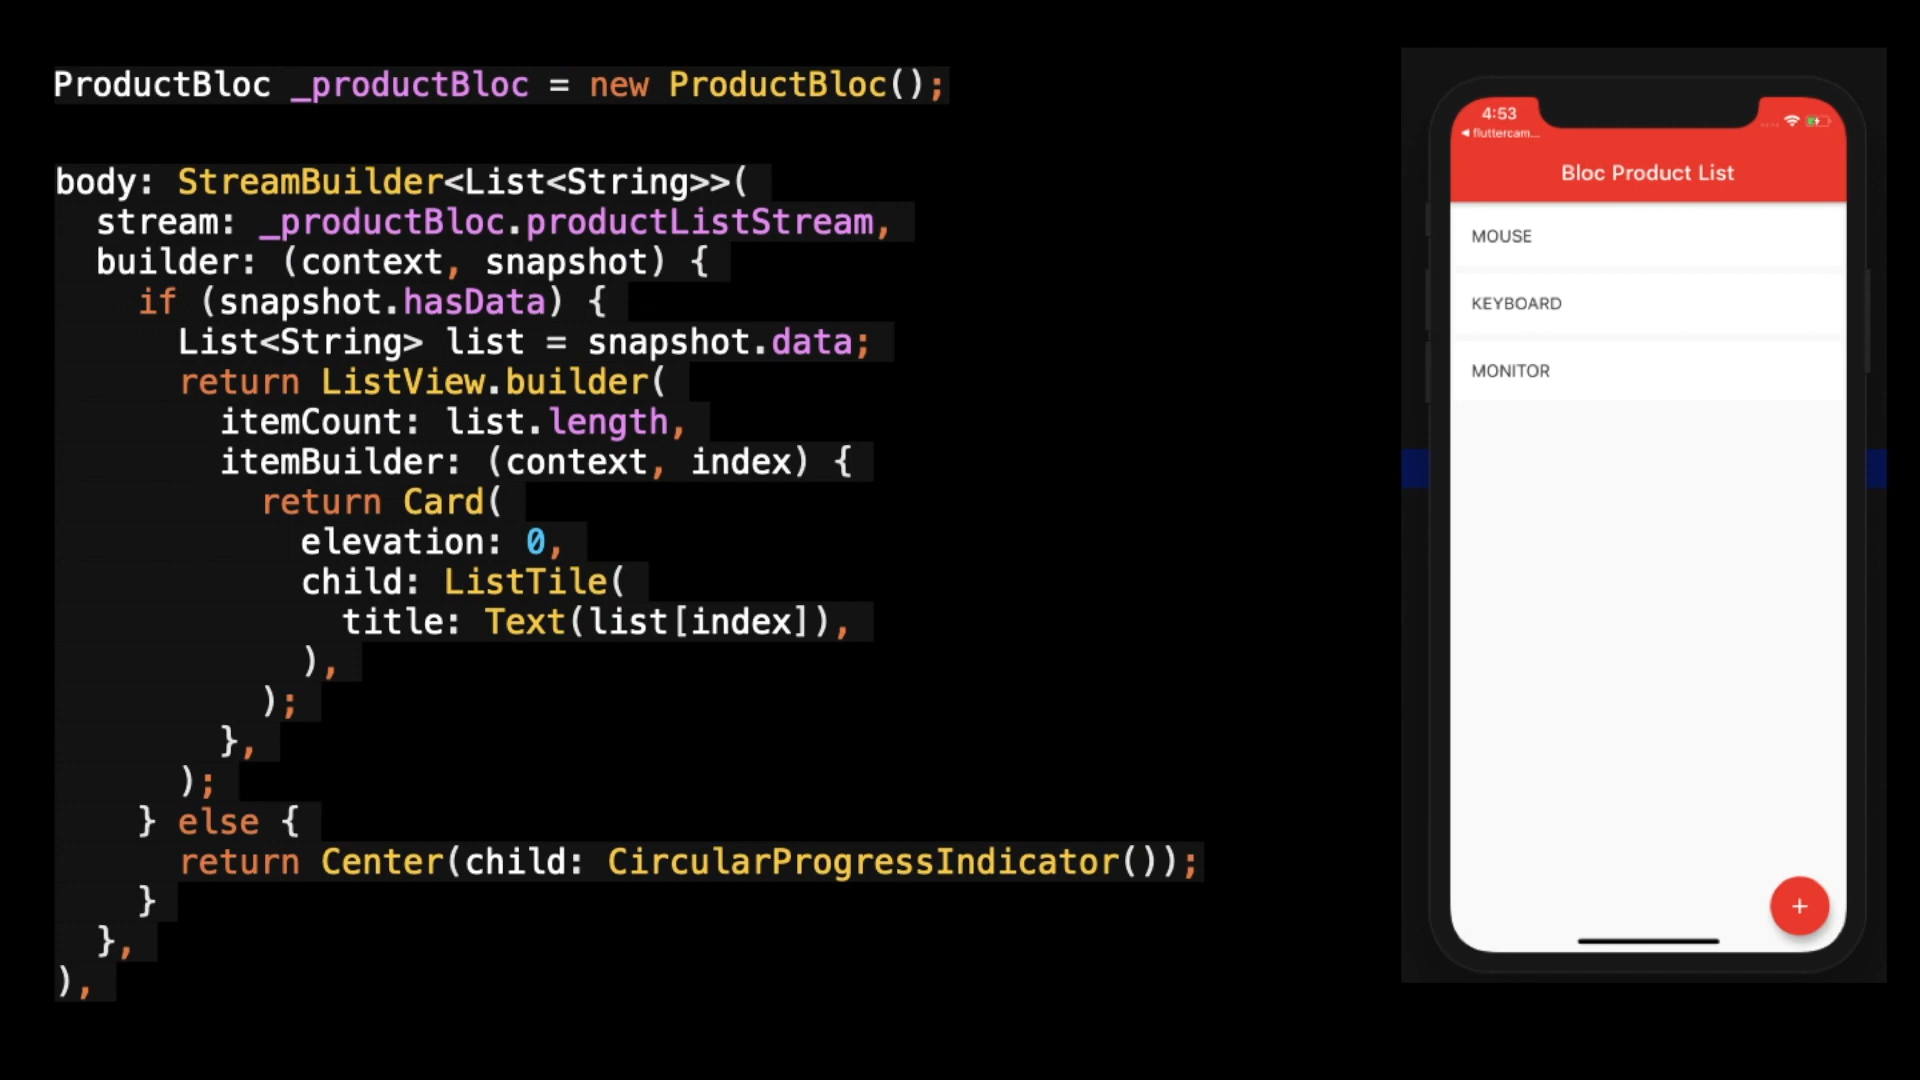 ProductBloc _productBloc = new ProductBloc();
body: StreamBuilder<List<String>>(
  stream: _productBloc.productListStream,
  builder: (context, snapshot) {
    if (snapshot.hasData) {
      List<String> list = snapshot.data;
      return ListView.builder(
        itemCount: list.length,
        itemBuilder: (context, index) {
          return Card(
            elevation: 0,
            child: ListTile(
              title: Text(list[index]),
            ),
          );
        },
      );
    } else {
      return Center(child: CircularProgressIndicator());
    }
  },
),
4:53
◀ fluttercam...
Bloc Product List
MOUSE
KEYBOARD
MONITOR
+